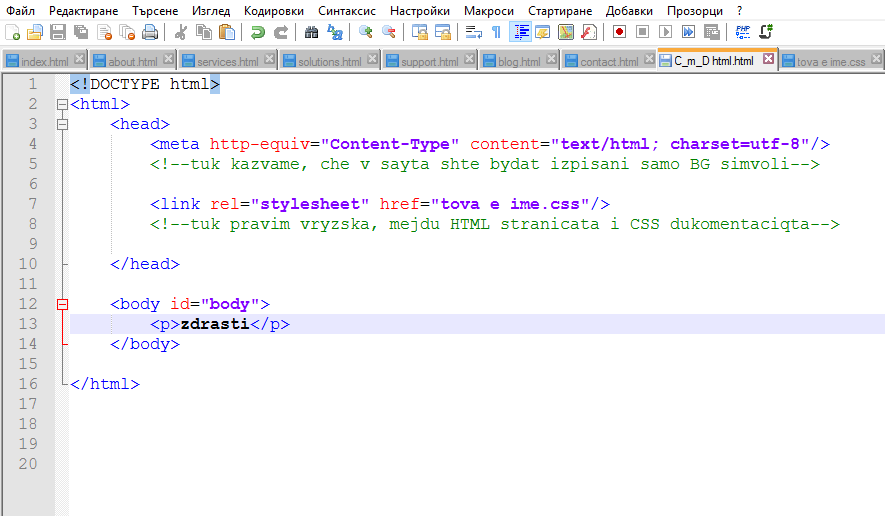 Файл Редактиране Търсене Изглед Кодировки Синтаксис Настройки Макроси Стартиране Добавки Прозорци ?
index.html about.html services.html solutions.html support.html blog.html contact.html C_m_D html.html tova e ime.css
1 <!DOCTYPE html>
2 <html>
3 <head>
4 <meta http-equiv="Content-Type" content="text/html; charset=utf-8"/>
5 <!--tuk kazvame, che v sayta shte bydat izpisani samo BG simvoli-->
6
7 <link rel="stylesheet" href="tova e ime.css"/>
8 <!--tuk pravim vryzska, mejdu HTML stranicata i CSS dukomentaciqta-->
9
10 </head>
11
12 <body id="body">
13 <p>zdrasti</p>
14 </body>
15
16 </html>
17
18
19
20